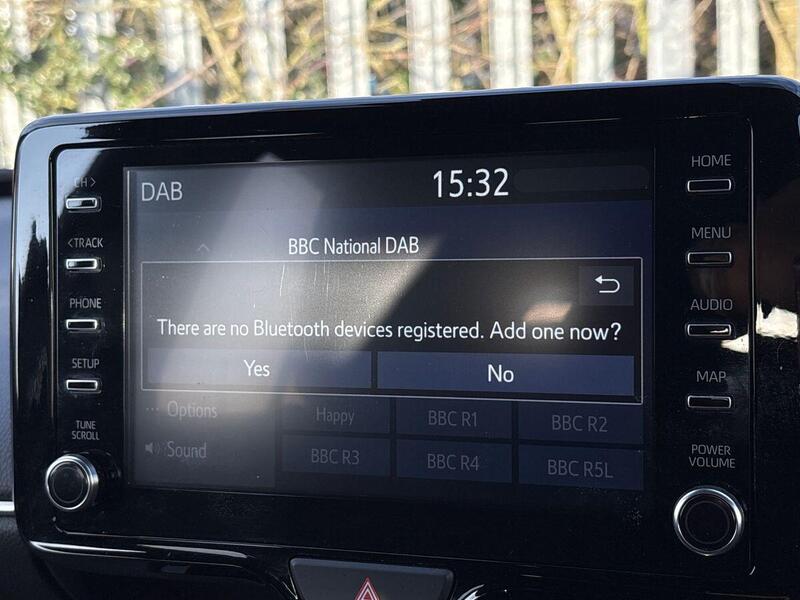 CH >
< TRACK
PHONE
SETUP
TUNE
SCROLL
DAB
15:32
BBC National DAB
There are no Bluetooth devices registered. Add one now?
Yes
No
Options
Happy
BBC R1
BBC R2
Sound
BBC R3
BBC R4
BBC R5L
HOME
MENU
AUDIO
MAP
POWER
VOLUME